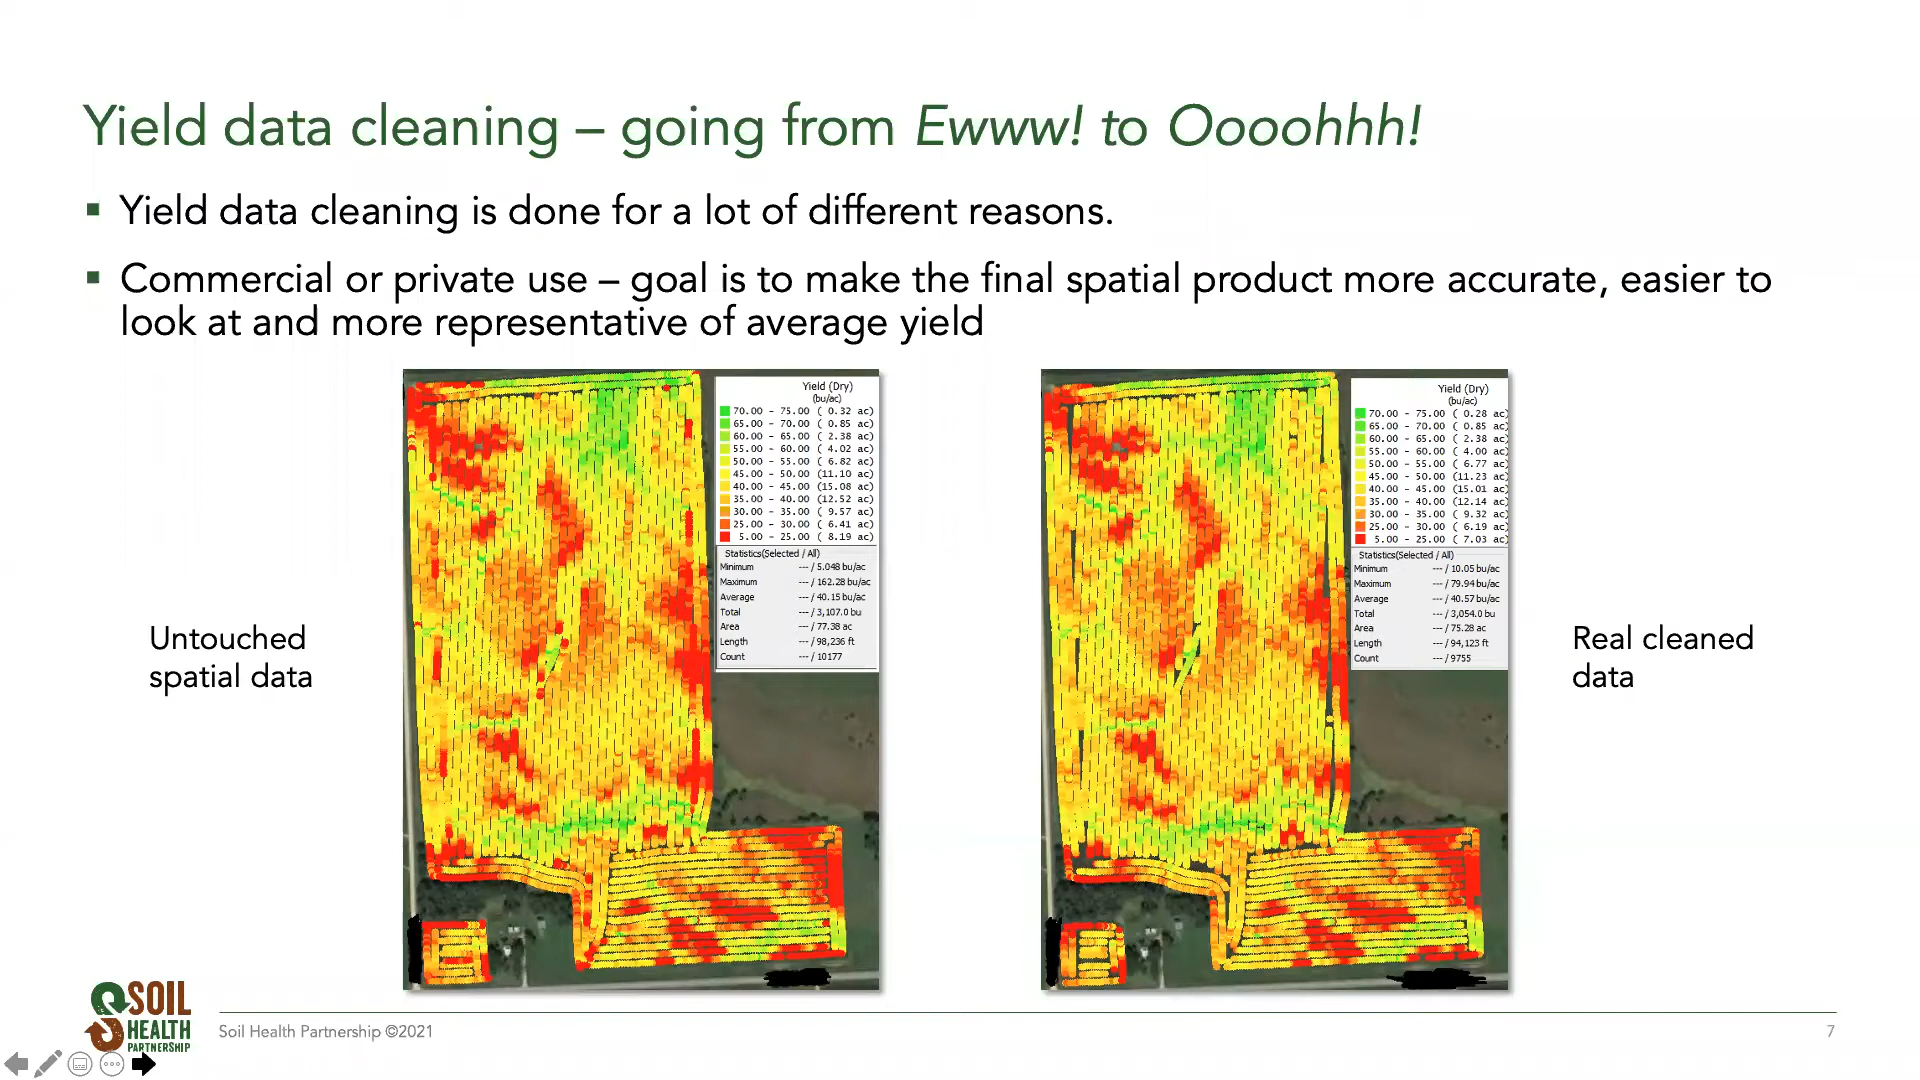 Yield data cleaning – going from Ewww! to Oooohhh!
▪ Yield data cleaning is done for a lot of different reasons.
▪ Commercial or private use – goal is to make the final spatial product more accurate, easier to
look at and more representative of average yield
Untouched
spatial data
Yield (Dry)
(bu/ac)
70.00 - 75.00 ( 0.32 ac)
65.00 - 70.00 ( 0.85 ac)
60.00 - 65.00 ( 2.38 ac)
55.00 - 60.00 ( 4.02 ac)
50.00 - 55.00 ( 6.82 ac)
45.00 - 50.00 (11.10 ac)
40.00 - 45.00 (15.08 ac)
35.00 - 40.00 (12.52 ac)
30.00 - 35.00 ( 9.57 ac)
25.00 - 30.00 ( 6.41 ac)
5.00 - 25.00 ( 8.19 ac)
Statistics(Selected / All)
Minimum --- / 5.048 bu/ac
Maximum --- / 162.28 bu/ac
Average --- / 40.15 bu/ac
Total --- / 3,107.0 bu
Area --- / 77.38 ac
Length --- / 98,236 ft
Count --- / 10177
Yield (Dry)
(bu/ac)
70.00 - 75.00 ( 0.28 ac)
65.00 - 70.00 ( 0.85 ac)
60.00 - 65.00 ( 2.38 ac)
55.00 - 60.00 ( 4.00 ac)
50.00 - 55.00 ( 6.77 ac)
45.00 - 50.00 (11.23 ac)
40.00 - 45.00 (15.01 ac)
35.00 - 40.00 (12.14 ac)
30.00 - 35.00 ( 9.32 ac)
25.00 - 30.00 ( 6.19 ac)
5.00 - 25.00 ( 7.03 ac)
Statistics(Selected / All)
Minimum --- / 10.05 bu/ac
Maximum --- / 79.94 bu/ac
Average --- / 40.57 bu/ac
Total --- / 3,054.0 bu
Area --- / 75.28 ac
Length --- / 94,123 ft
Count --- / 9755
Real cleaned
data
SOIL
HEALTH
PARTNERSHIP
Soil Health Partnership ©2021
7